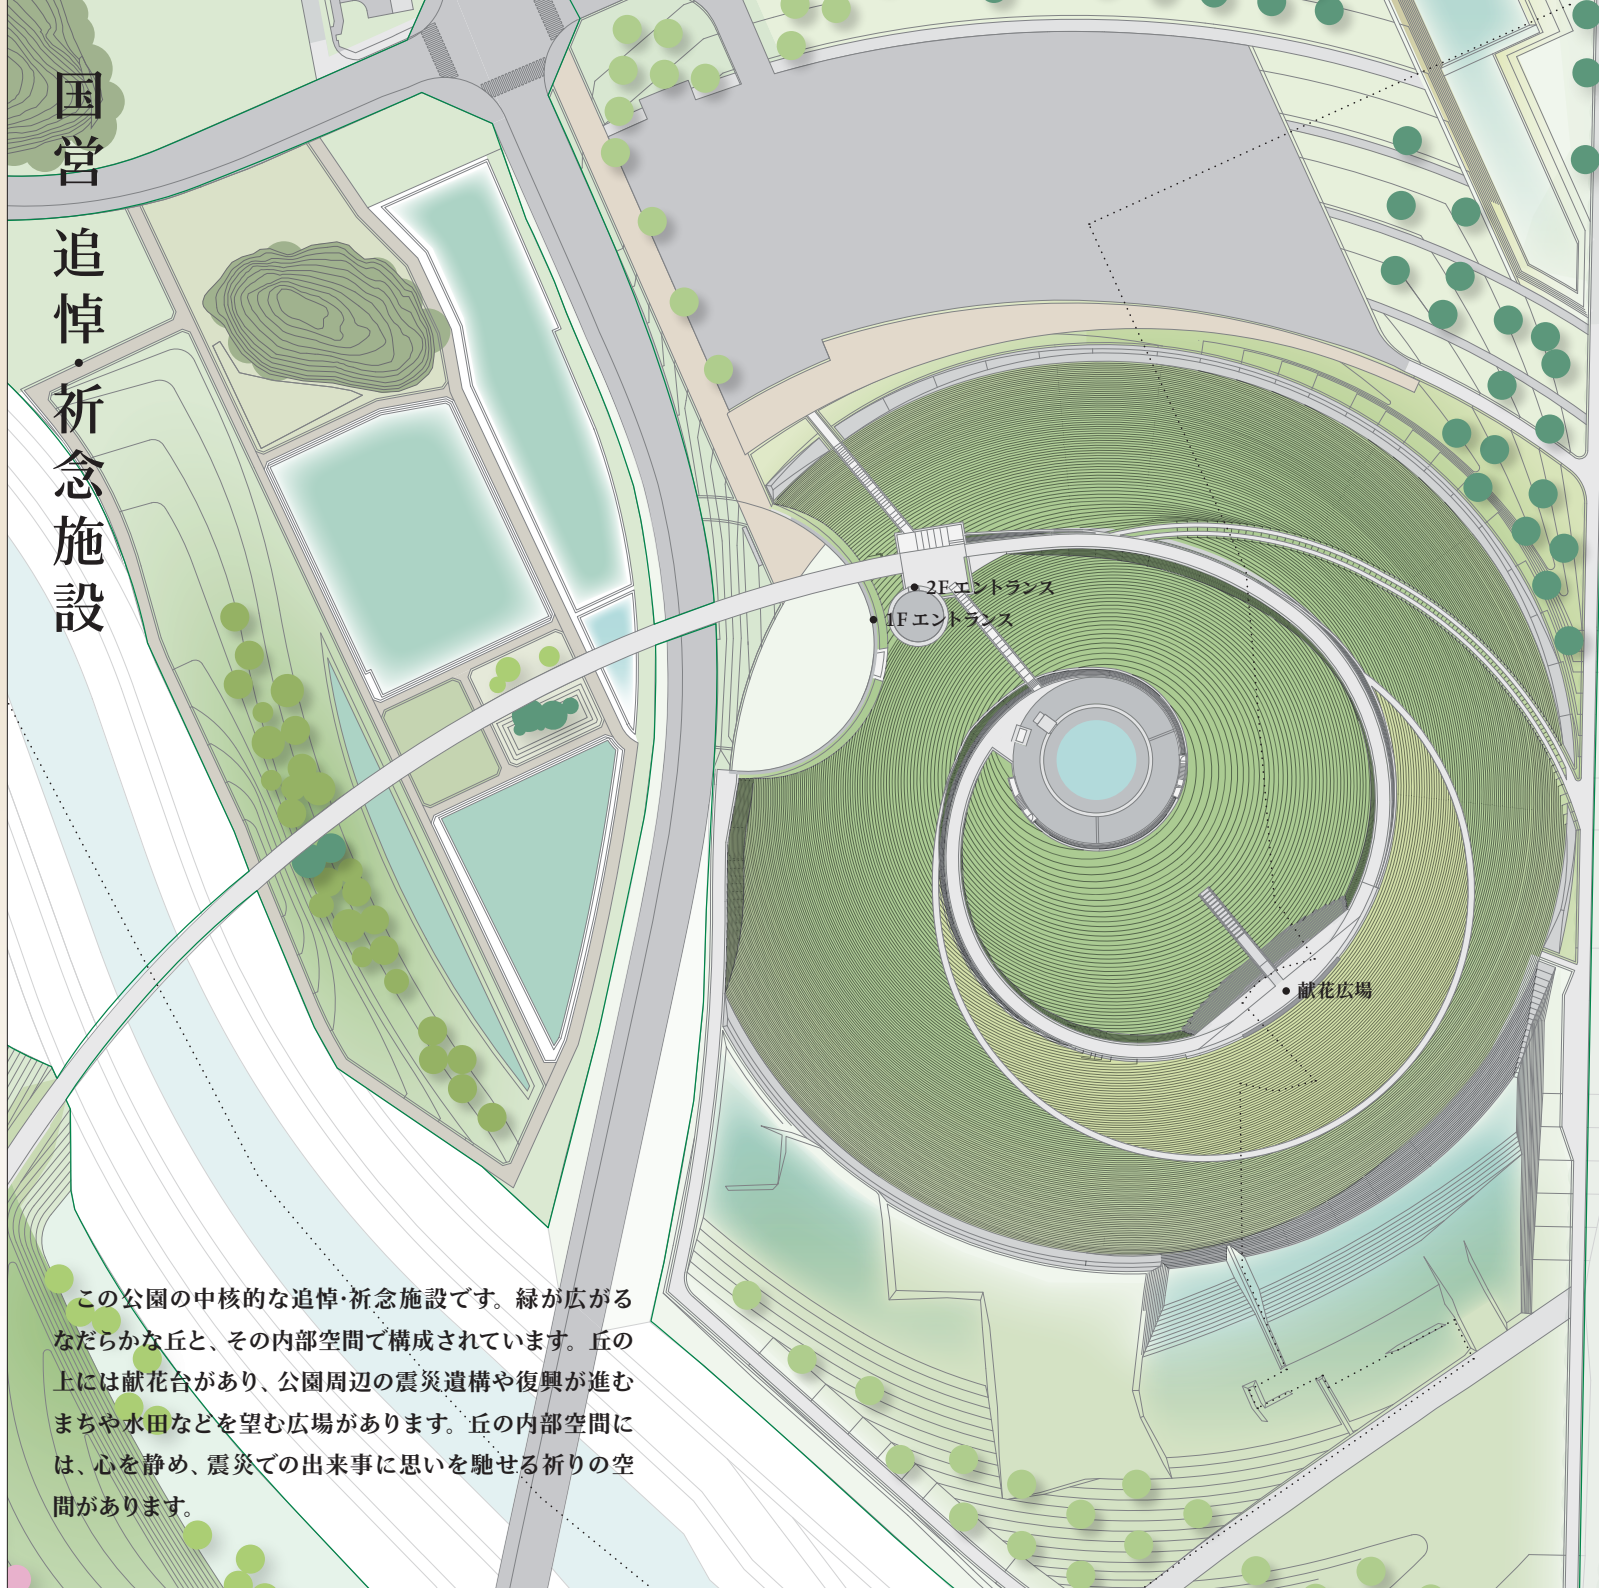 国営 追悼・祈念施設
2F エントランス
1F エントランス
献花広場
この公園の中核的な追悼・祈念施設です。緑が広がる
なだらかな丘と、その内部空間で構成されています。丘の
上には献花台があり、公園周辺の震災遺構や復興が進む
まちや水田などを望む広場があります。丘の内部空間に
は、心を静め、震災での出来事に思いを馳せる祈りの空
間があります。